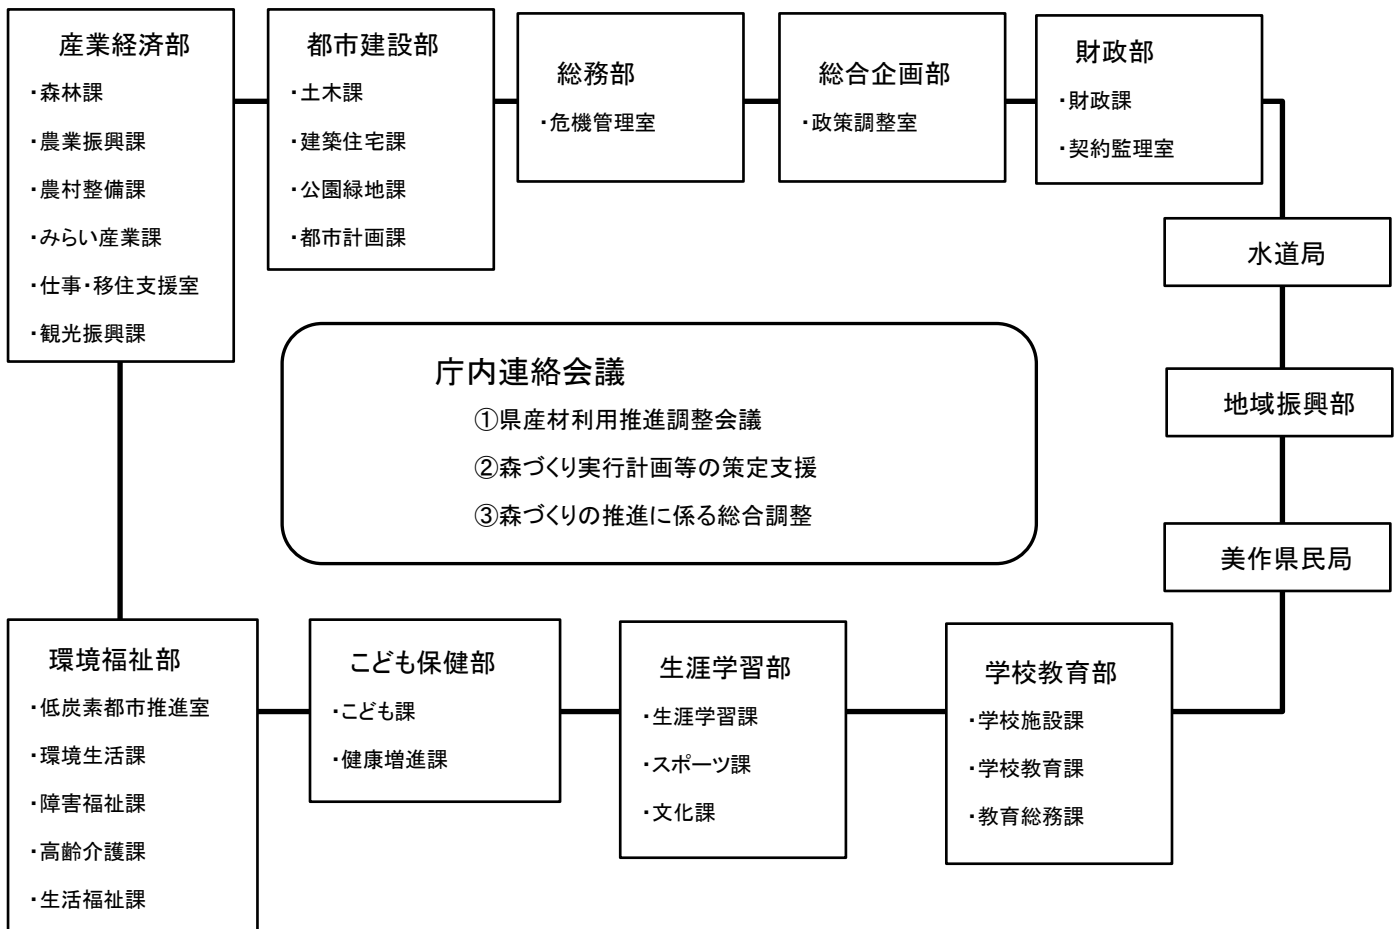 産業経済部
・森林課
・農業振興課
・農村整備課
・みらい産業課
・仕事・移住支援室
・観光振興課
都市建設部
・土木課
・建築住宅課
・公園緑地課
・都市計画課
総務部
・危機管理室
総合企画部
・政策調整室
財政部
・財政課
・契約監理室
水道局
地域振興部
美作県民局
庁内連絡会議
①県産材利用推進調整会議
②森づくり実行計画等の策定支援
③森づくりの推進に係る総合調整
環境福祉部
・低炭素都市推進室
・環境生活課
・障害福祉課
・高齢介護課
・生活福祉課
こども保健部
・こども課
・健康増進課
生涯学習部
・生涯学習課
・スポーツ課
・文化課
学校教育部
・学校施設課
・学校教育課
・教育総務課